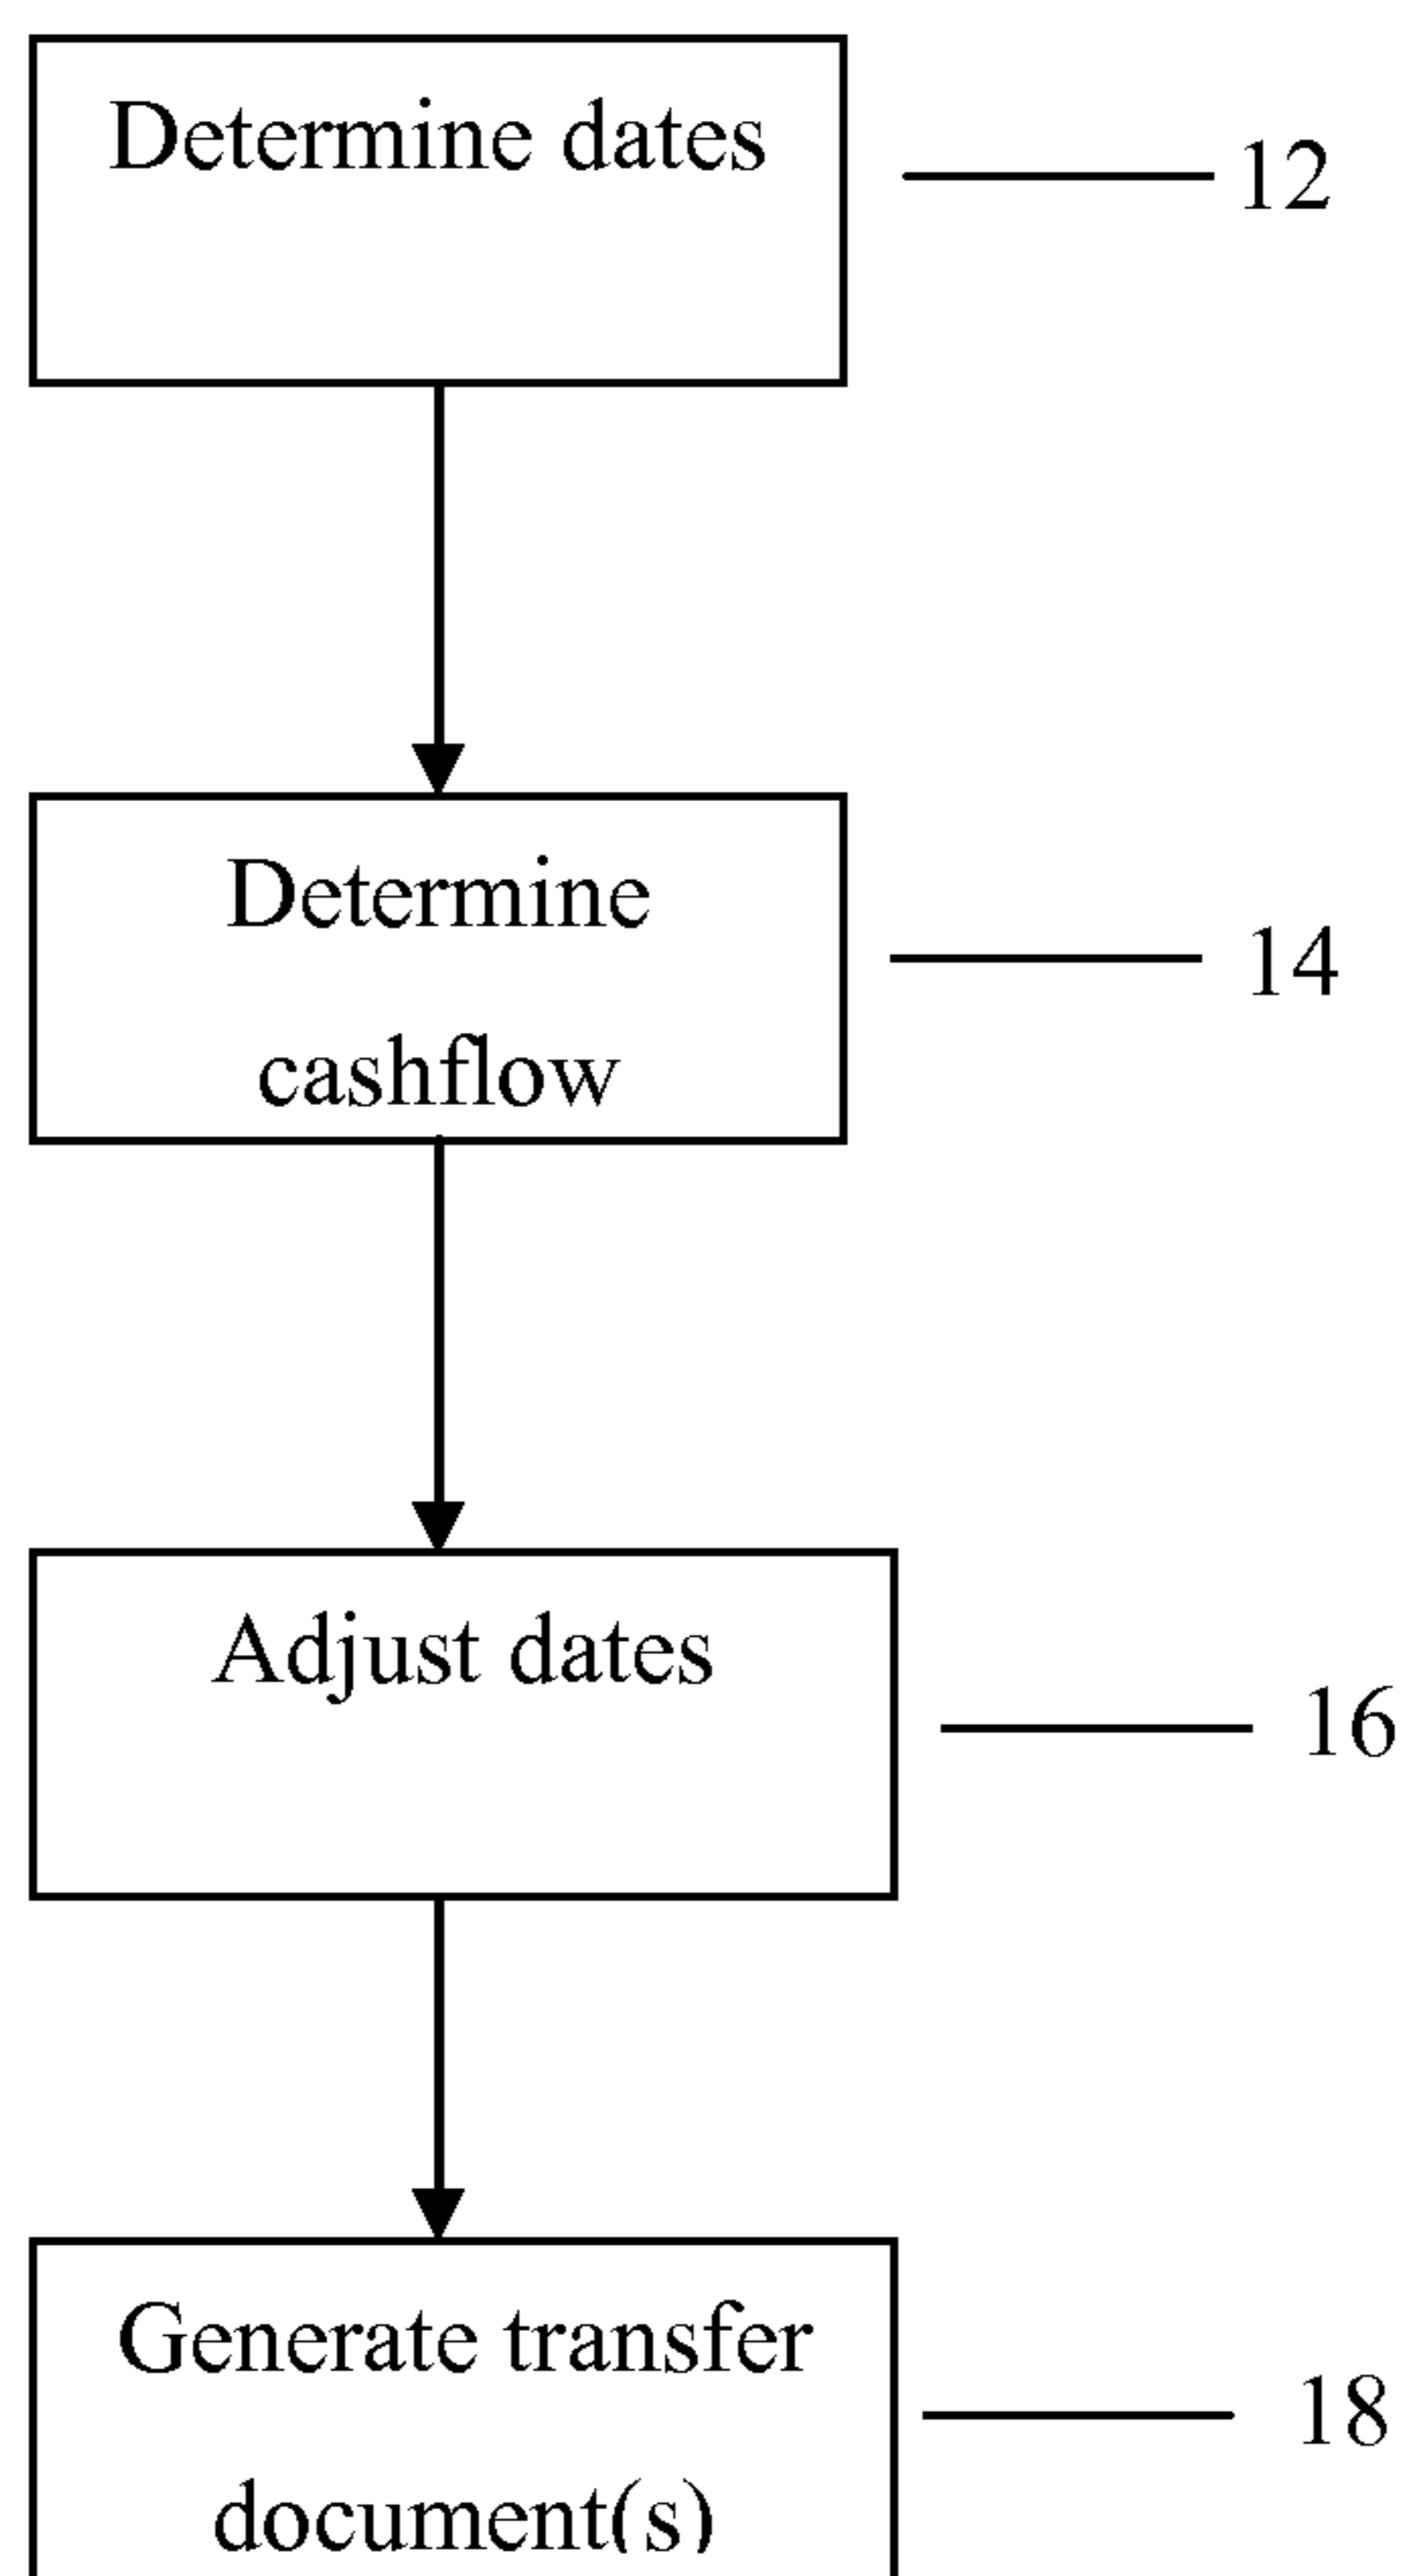 Determine dates
12
Determine
cashflow
14
Adjust dates
16
Generate transfer
document(s)
18